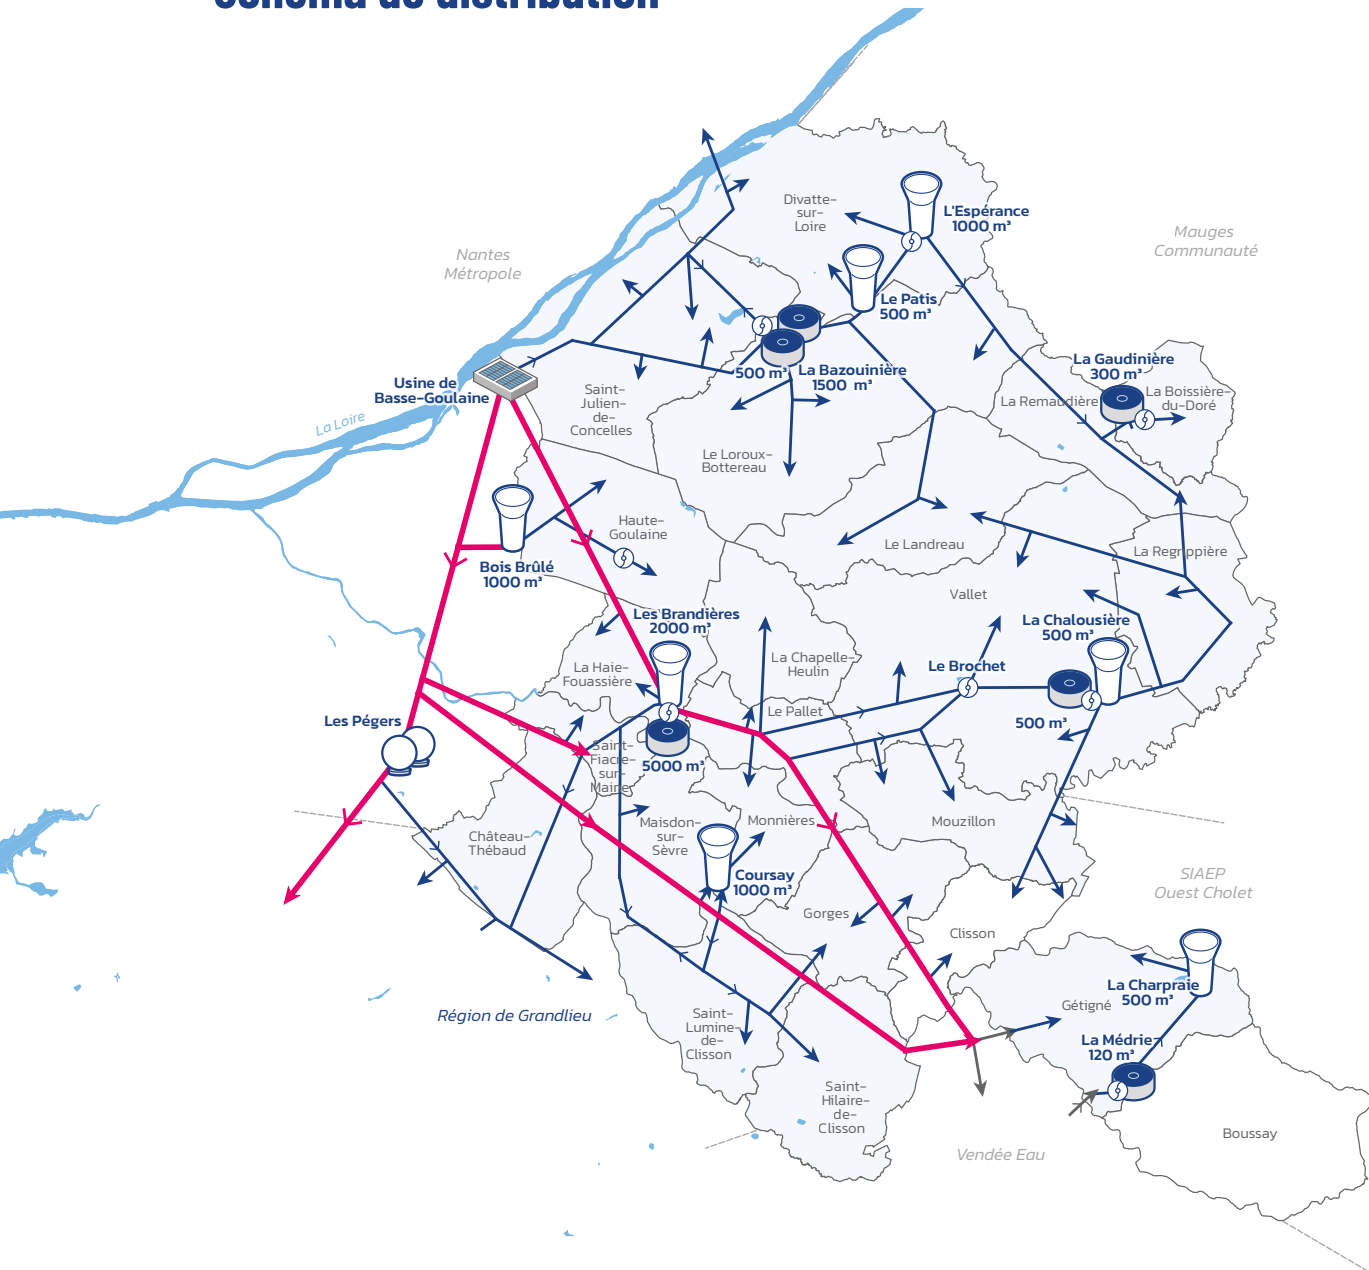 schéma de distribution
Divatte-
sur-
Loire
L'Espérance
1000 m³
Mauges
Communauté
Nantes
Métropole
Le Patis
500 m³
La Gaudinière
300 m³
500 m³
La Bazouinière
1500 m³
Usine de
Basse-Goulaine
Saint-
Julien-
de-
Concelles
La Remaudière
La Boissière-
du-Doré
La Loire
Le Loroux-
Bottereau
Haute-
Goulaine
Le Landreau
La Regrippière
Bois Brûlé
1000 m³
Vallet
Les Brandières
2000 m³
La Chalousière
500 m³
La Haie-
Fouassière
La Chapelle-
Heulin
Le Brochet
Les Pégers
Le Pallet
500 m³
Saint-
Fiacre-
sur-
Maine
5000 m³
Château-
Thébaud
Maisdon-
sur-
Sèvre
Monnières
Mouzillon
Coursay
1000 m³
SIAEP
Ouest Cholet
Gorges
Clisson
La Charpraie
500 m³
Région de Grandlieu
Gétigné
Saint-
Lumine-
de-
Clisson
La Médrie
120 m³
Saint-
Hilaire-
de-
Clisson
Boussay
Vendée Eau